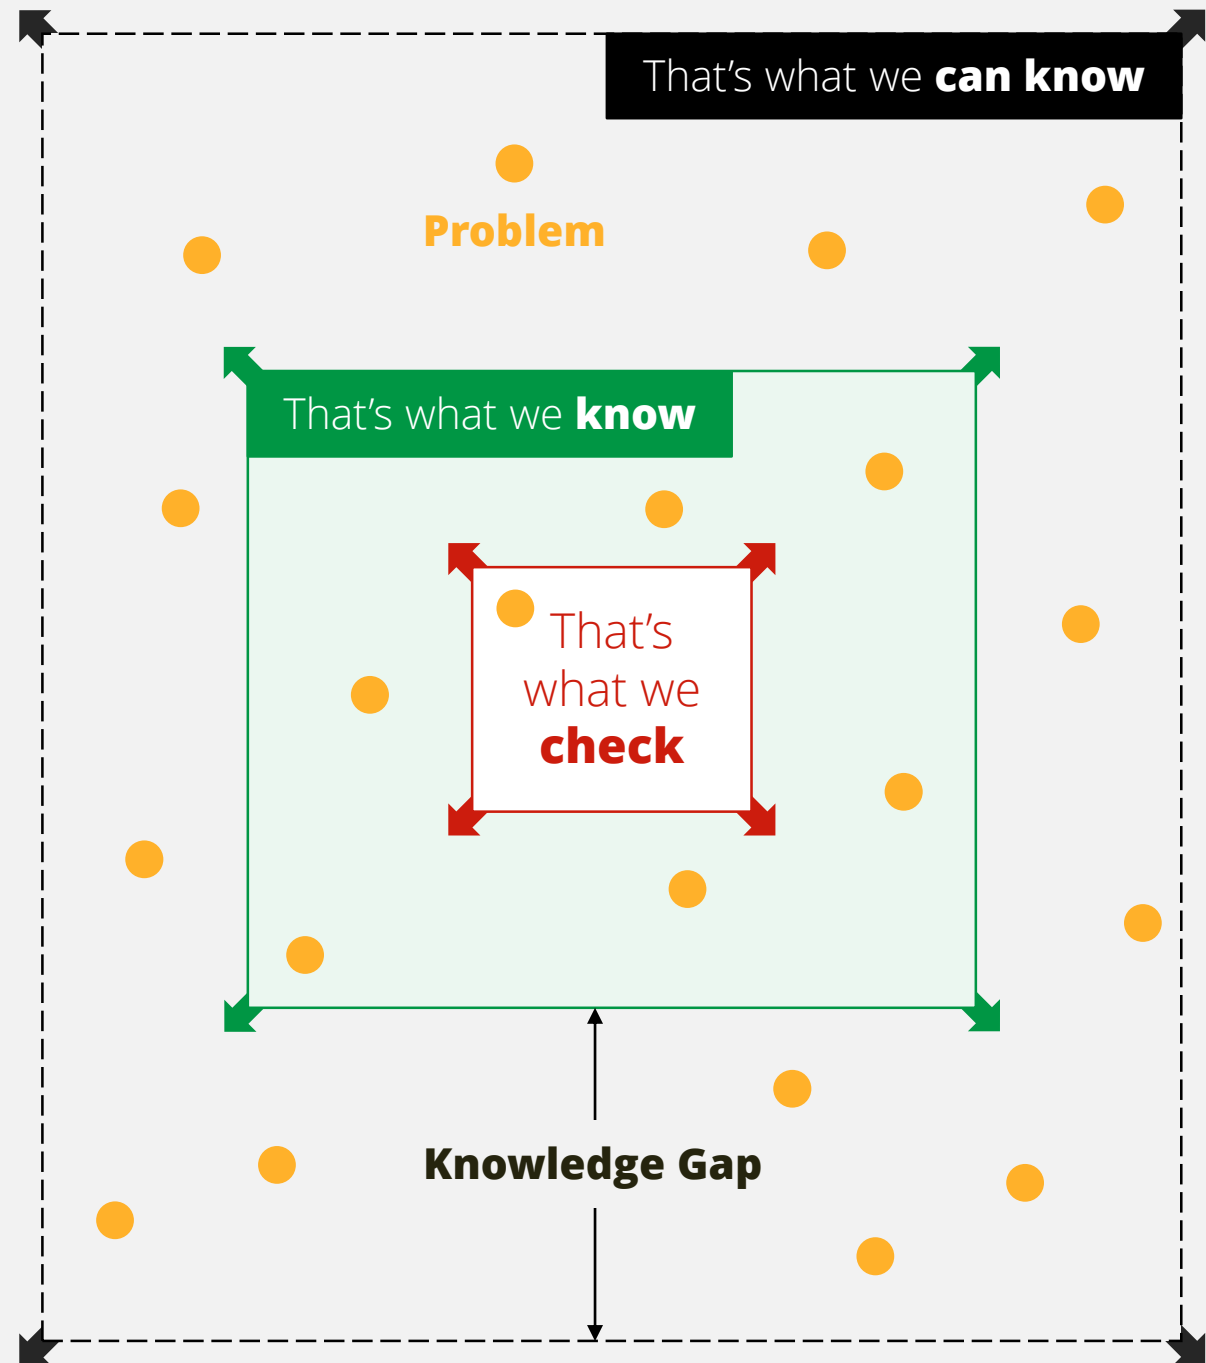 That's what we can know
Problem
That's what we know
That's
what we
check
Knowledge Gap